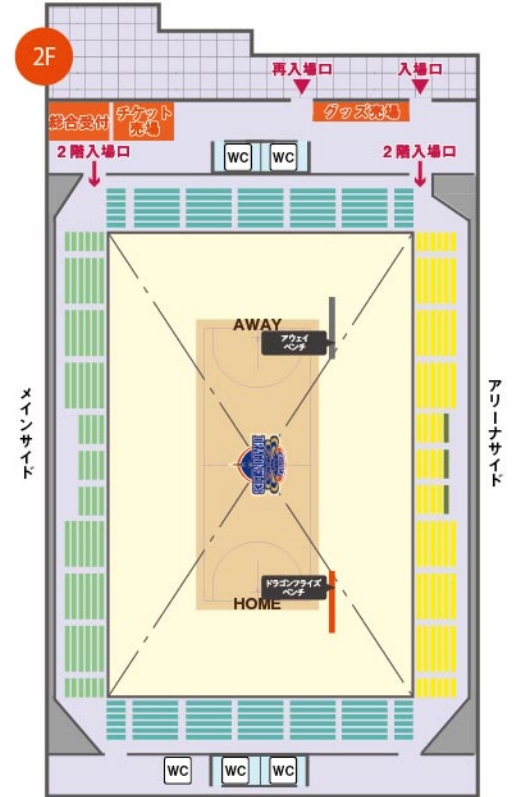 2F
再入場口
入場口
総合受付
チケット
売場
グッズ売場
2階入場口
WC
WC
2階入場口
AWAY
アウェイ
ベンチ
メインサイド
アリーナサイド
DRAGONFLIES
ドラゴンフライズ
ベンチ
HOME
WC
WC
WC